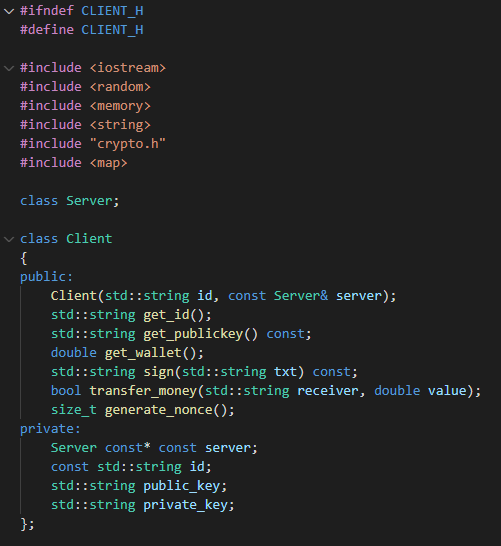 #ifndef CLIENT_H
#define CLIENT_H
#include <iostream>
#include <random>
#include <memory>
#include <string>
#include "crypto.h"
#include <map>
class Server;
class Client
{
public:
    Client(std::string id, const Server& server);
    std::string get_id();
    std::string get_publickey() const;
    double get_wallet();
    std::string sign(std::string txt) const;
    bool transfer_money(std::string receiver, double value);
    size_t generate_nonce();
private:
    Server const* const server;
    const std::string id;
    std::string public_key;
    std::string private_key;
};